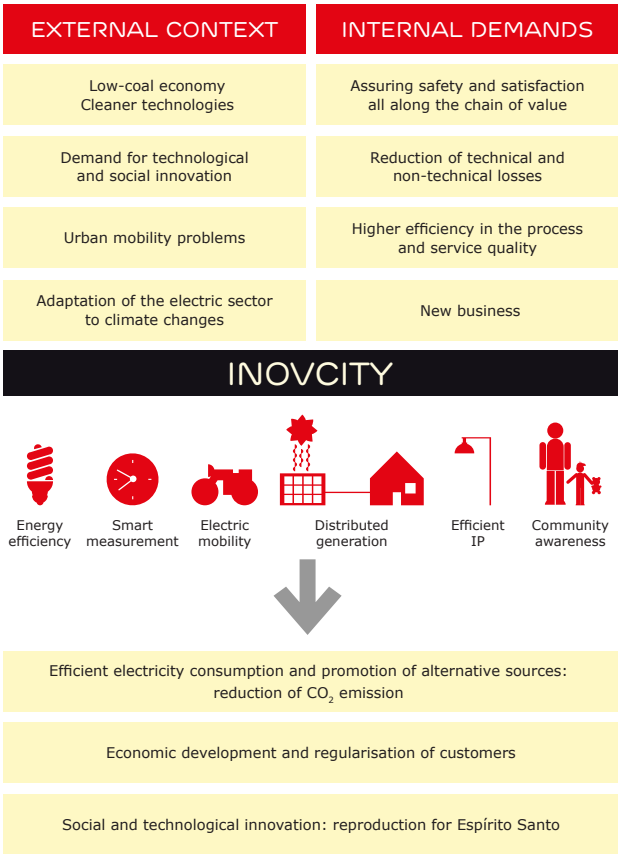 EXTERNAL CONTEXT
INTERNAL DEMANDS
Low-coal economy
Cleaner technologies
Assuring safety and satisfaction
all along the chain of value
Demand for technological
and social innovation
Reduction of technical and
non-technical losses
Urban mobility problems
Higher efficiency in the process
and service quality
Adaptation of the electric sector
to climate changes
New business
INOVCITY
Energy
efficiency
Smart
measurement
Electric
mobility
Distributed
generation
Efficient
IP
Community
awareness
Efficient electricity consumption and promotion of alternative sources:
reduction of CO₂ emission
Economic development and regularisation of customers
Social and technological innovation: reproduction for Espírito Santo